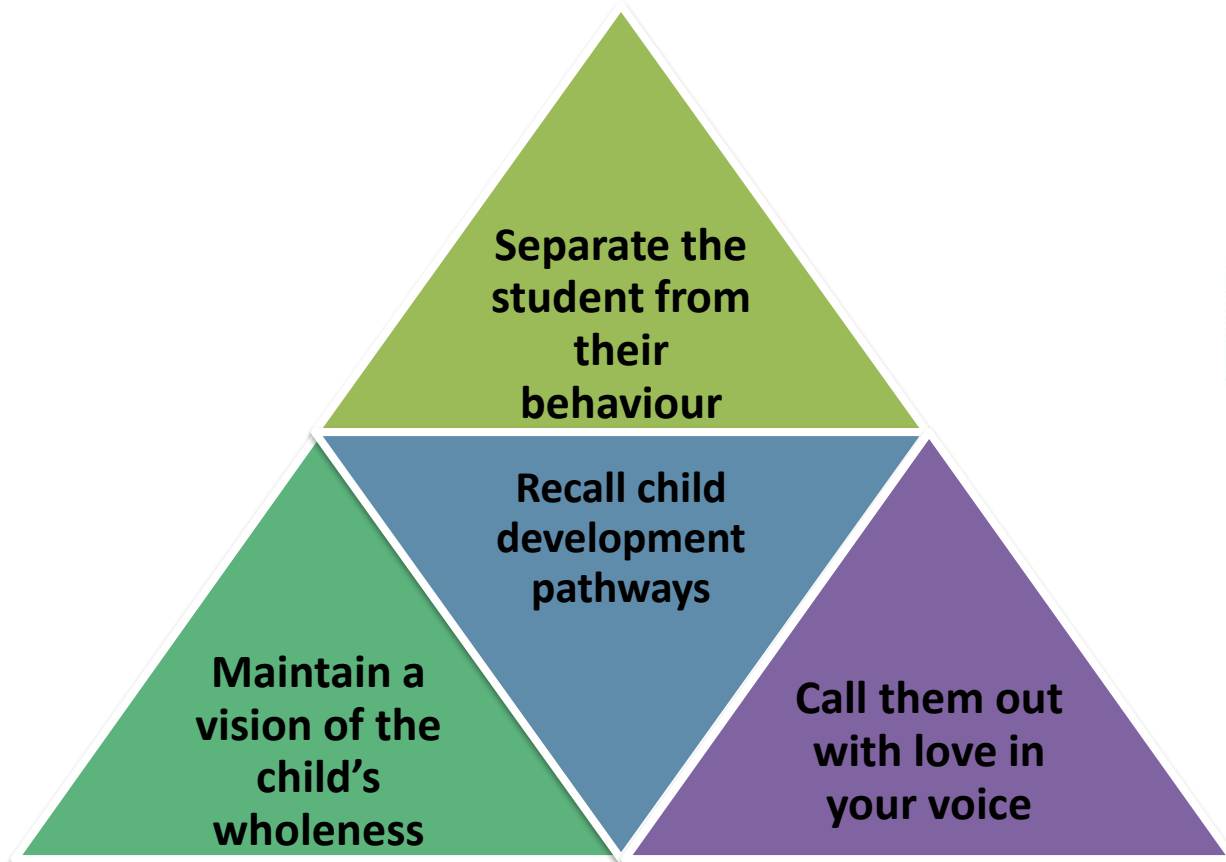 Separate the
student from
their
behaviour
Recall child
development
pathways
Maintain a
vision of the
child’s
wholeness
Call them out
with love in
your voice